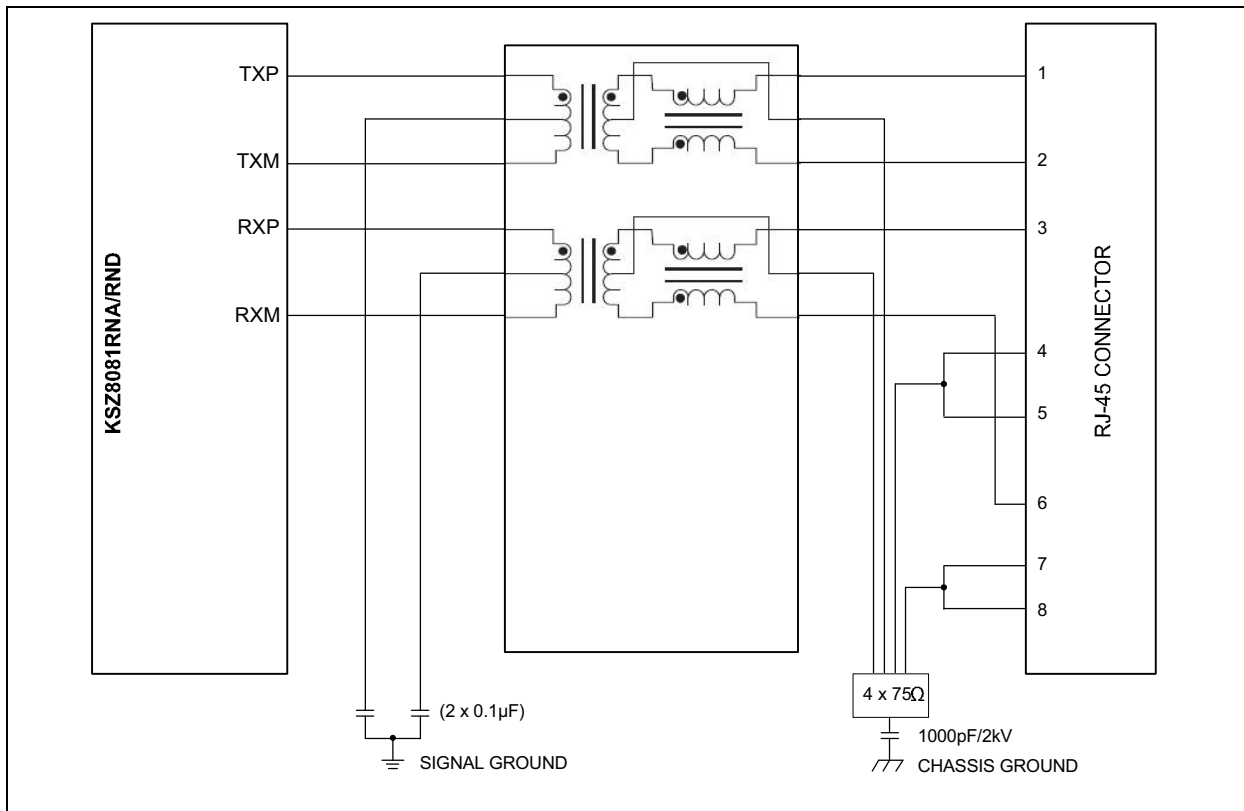 KSZ8081RNA/RND
TXP
TXM
RXP
RXM
1
2
3
4
5
6
7
8
RJ-45 CONNECTOR
(2 x 0.1µF)
SIGNAL GROUND
4 x 75Ω
1000pF/2kV
CHASSIS GROUND